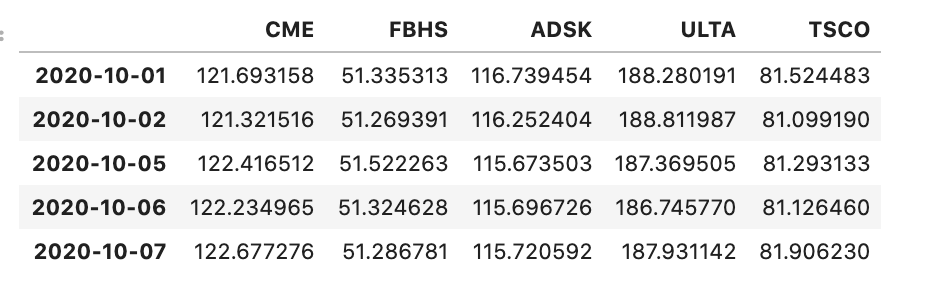 CME FBHS ADSK ULTA TSCO
2020-10-01 121.693158 51.335313 116.739454 188.280191 81.524483
2020-10-02 121.321516 51.269391 116.252404 188.811987 81.099190
2020-10-05 122.416512 51.522263 115.673503 187.369505 81.293133
2020-10-06 122.234965 51.324628 115.696726 186.745770 81.126460
2020-10-07 122.677276 51.286781 115.720592 187.931142 81.906230